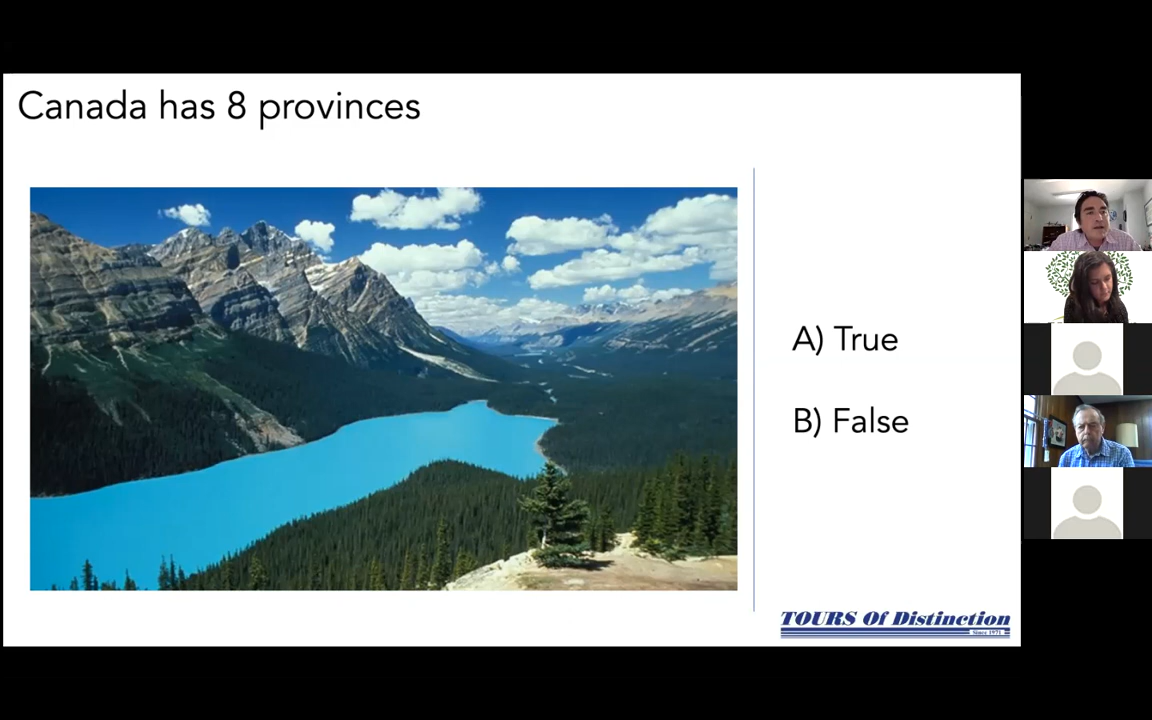 Canada has 8 provinces
A) True
B) False
TOURS Of Distinction
Since 1971